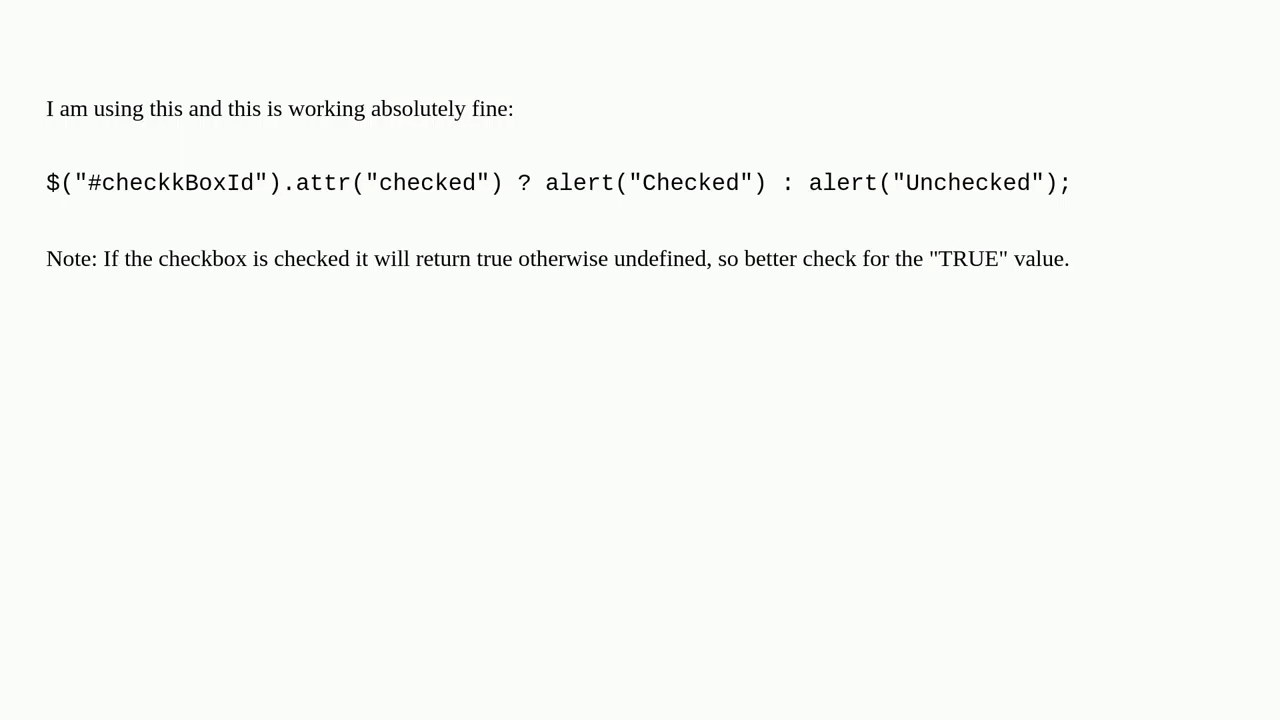 I am using this and this is working absolutely fine:
$("#checkkBoxId").attr("checked") ? alert("Checked") : alert("Unchecked");
Note: If the checkbox is checked it will return true otherwise undefined, so better check for the "TRUE" value.